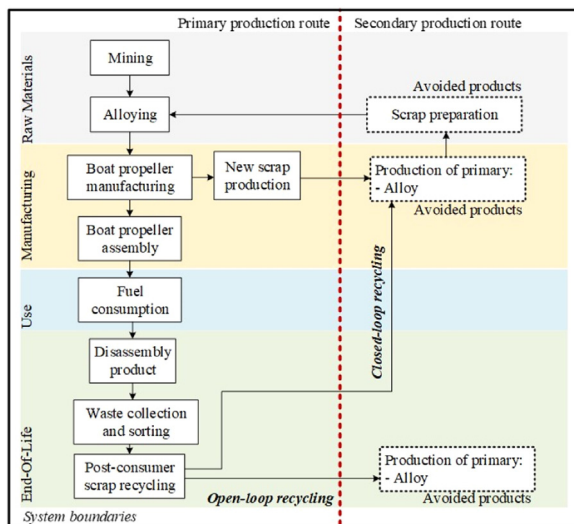 Primary production route
Secondary production route
Raw Materials
Mining
Avoided products
Alloying
Scrap preparation
Manufacturing
Boat propeller
manufacturing
New scrap
production
Production of primary:
- Alloy
Avoided products
Boat propeller
assembly
Use
Fuel
consumption
Closed-loop recycling
End-Of-Life
Disassembly
product
Waste collection
and sorting
Post-consumer
scrap recycling
Production of primary:
- Alloy
Avoided products
Open-loop recycling
System boundaries